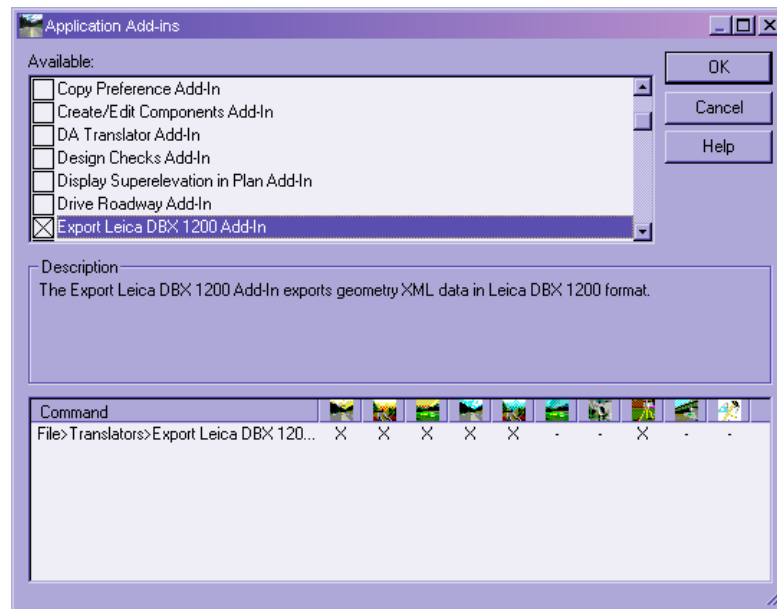 Application Add-ins
Available:
OK
Copy Preference Add-In
Create/Edit Components Add-In
Cancel
DA Translator Add-In
Design Checks Add-In
Help
Display Superelevation in Plan Add-In
Drive Roadway Add-In
Export Leica DBX 1200 Add-In
Description
The Export Leica DBX 1200 Add-In exports geometry XML data in Leica DBX 1200 format.
Command
File>Translators>Export Leica DBX 120... X X X X X - - X - -